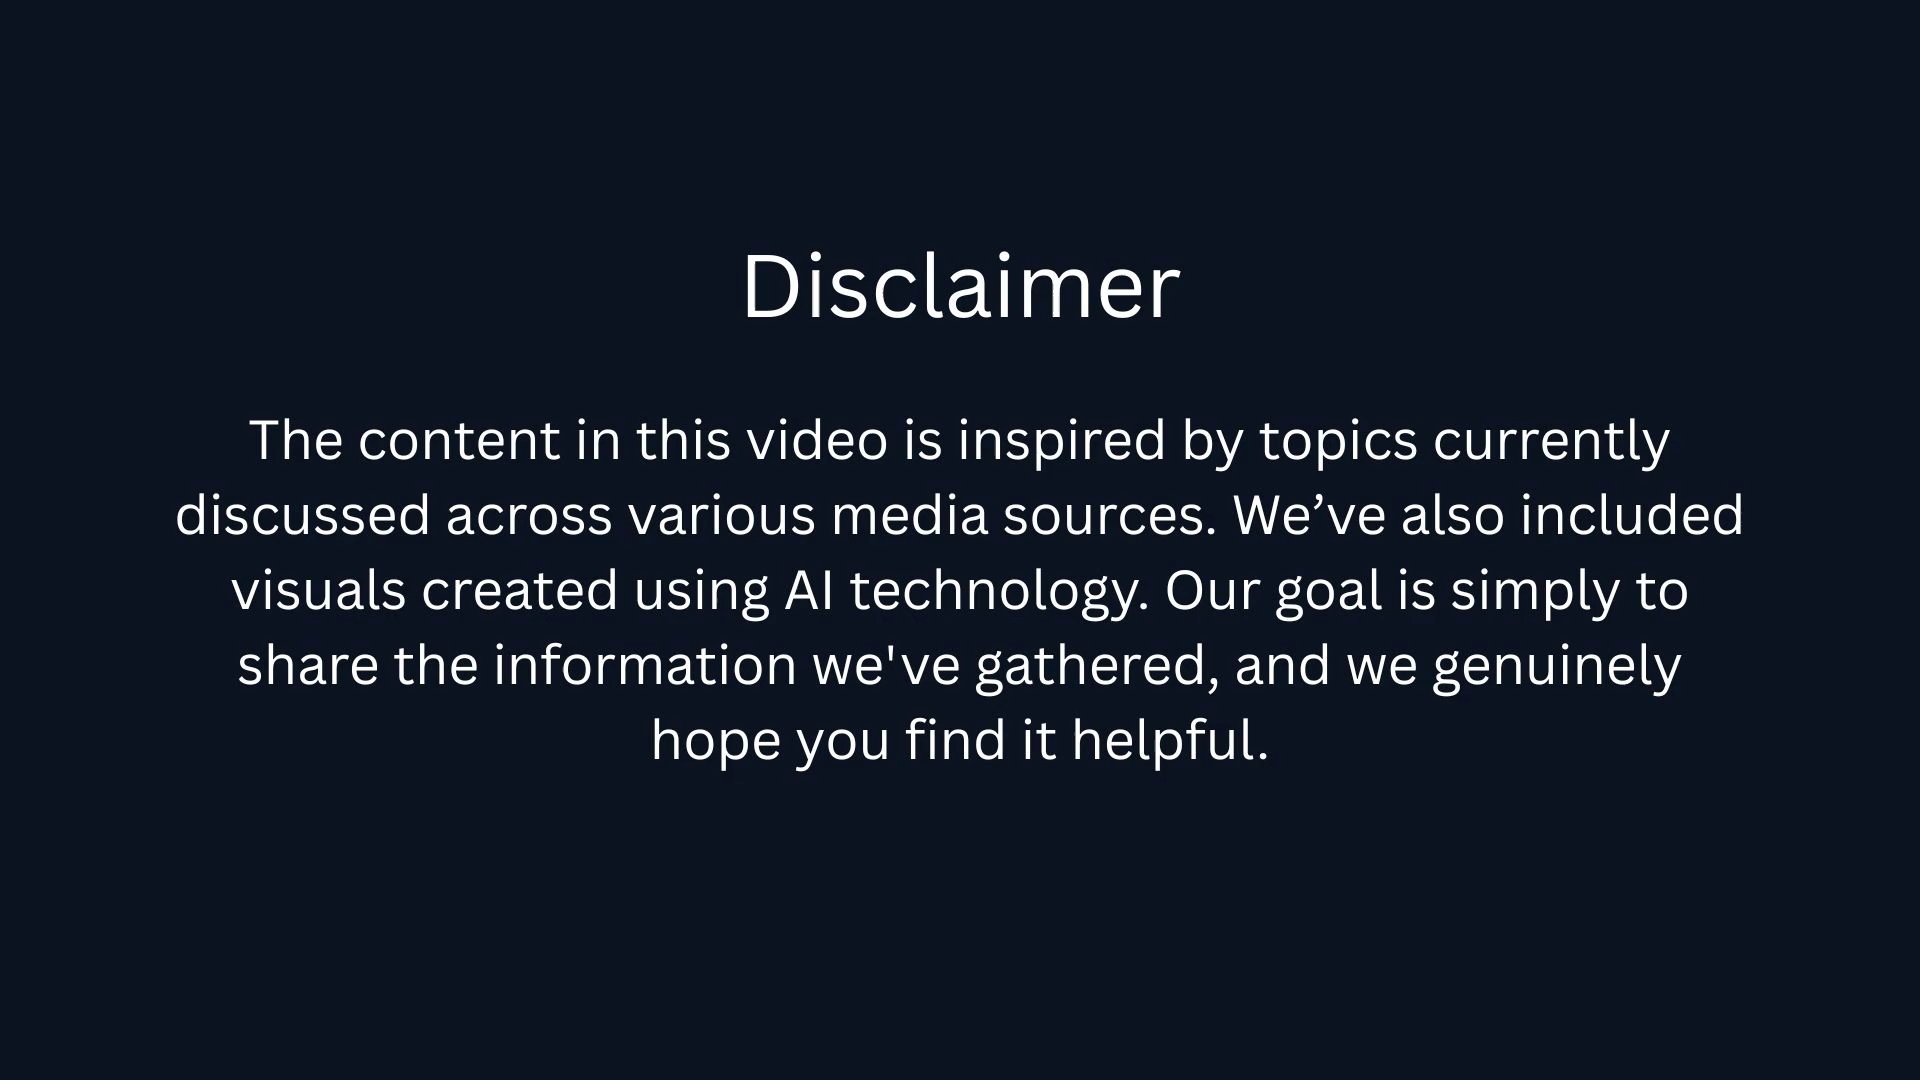 Disclaimer
The content in this video is inspired by topics currently
discussed across various media sources. We’ve also included
visuals created using AI technology. Our goal is simply to
share the information we've gathered, and we genuinely
hope you find it helpful.